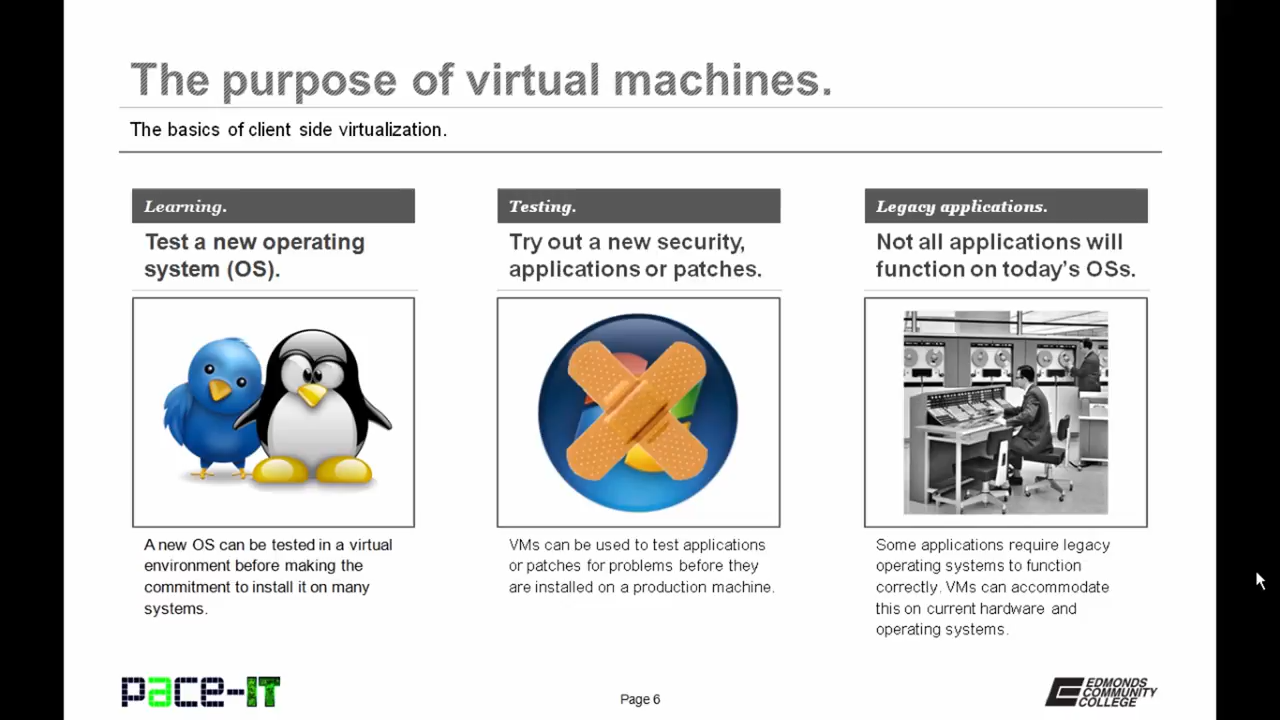 The purpose of virtual machines.
The basics of client side virtualization.
Learning.
Test a new operating
system (OS).
A new OS can be tested in a virtual
environment before making the
commitment to install it on many
systems.
Testing.
Try out a new security,
applications or patches.
VMs can be used to test applications
or patches for problems before they
are installed on a production machine.
Legacy applications.
Not all applications will
function on today's OSs.
Some applications require legacy
operating systems to function
correctly. VMs can accommodate
this on current hardware and
operating systems.
pace-IT
Page 6
EDMONDS
COMMUNITY
COLLEGE